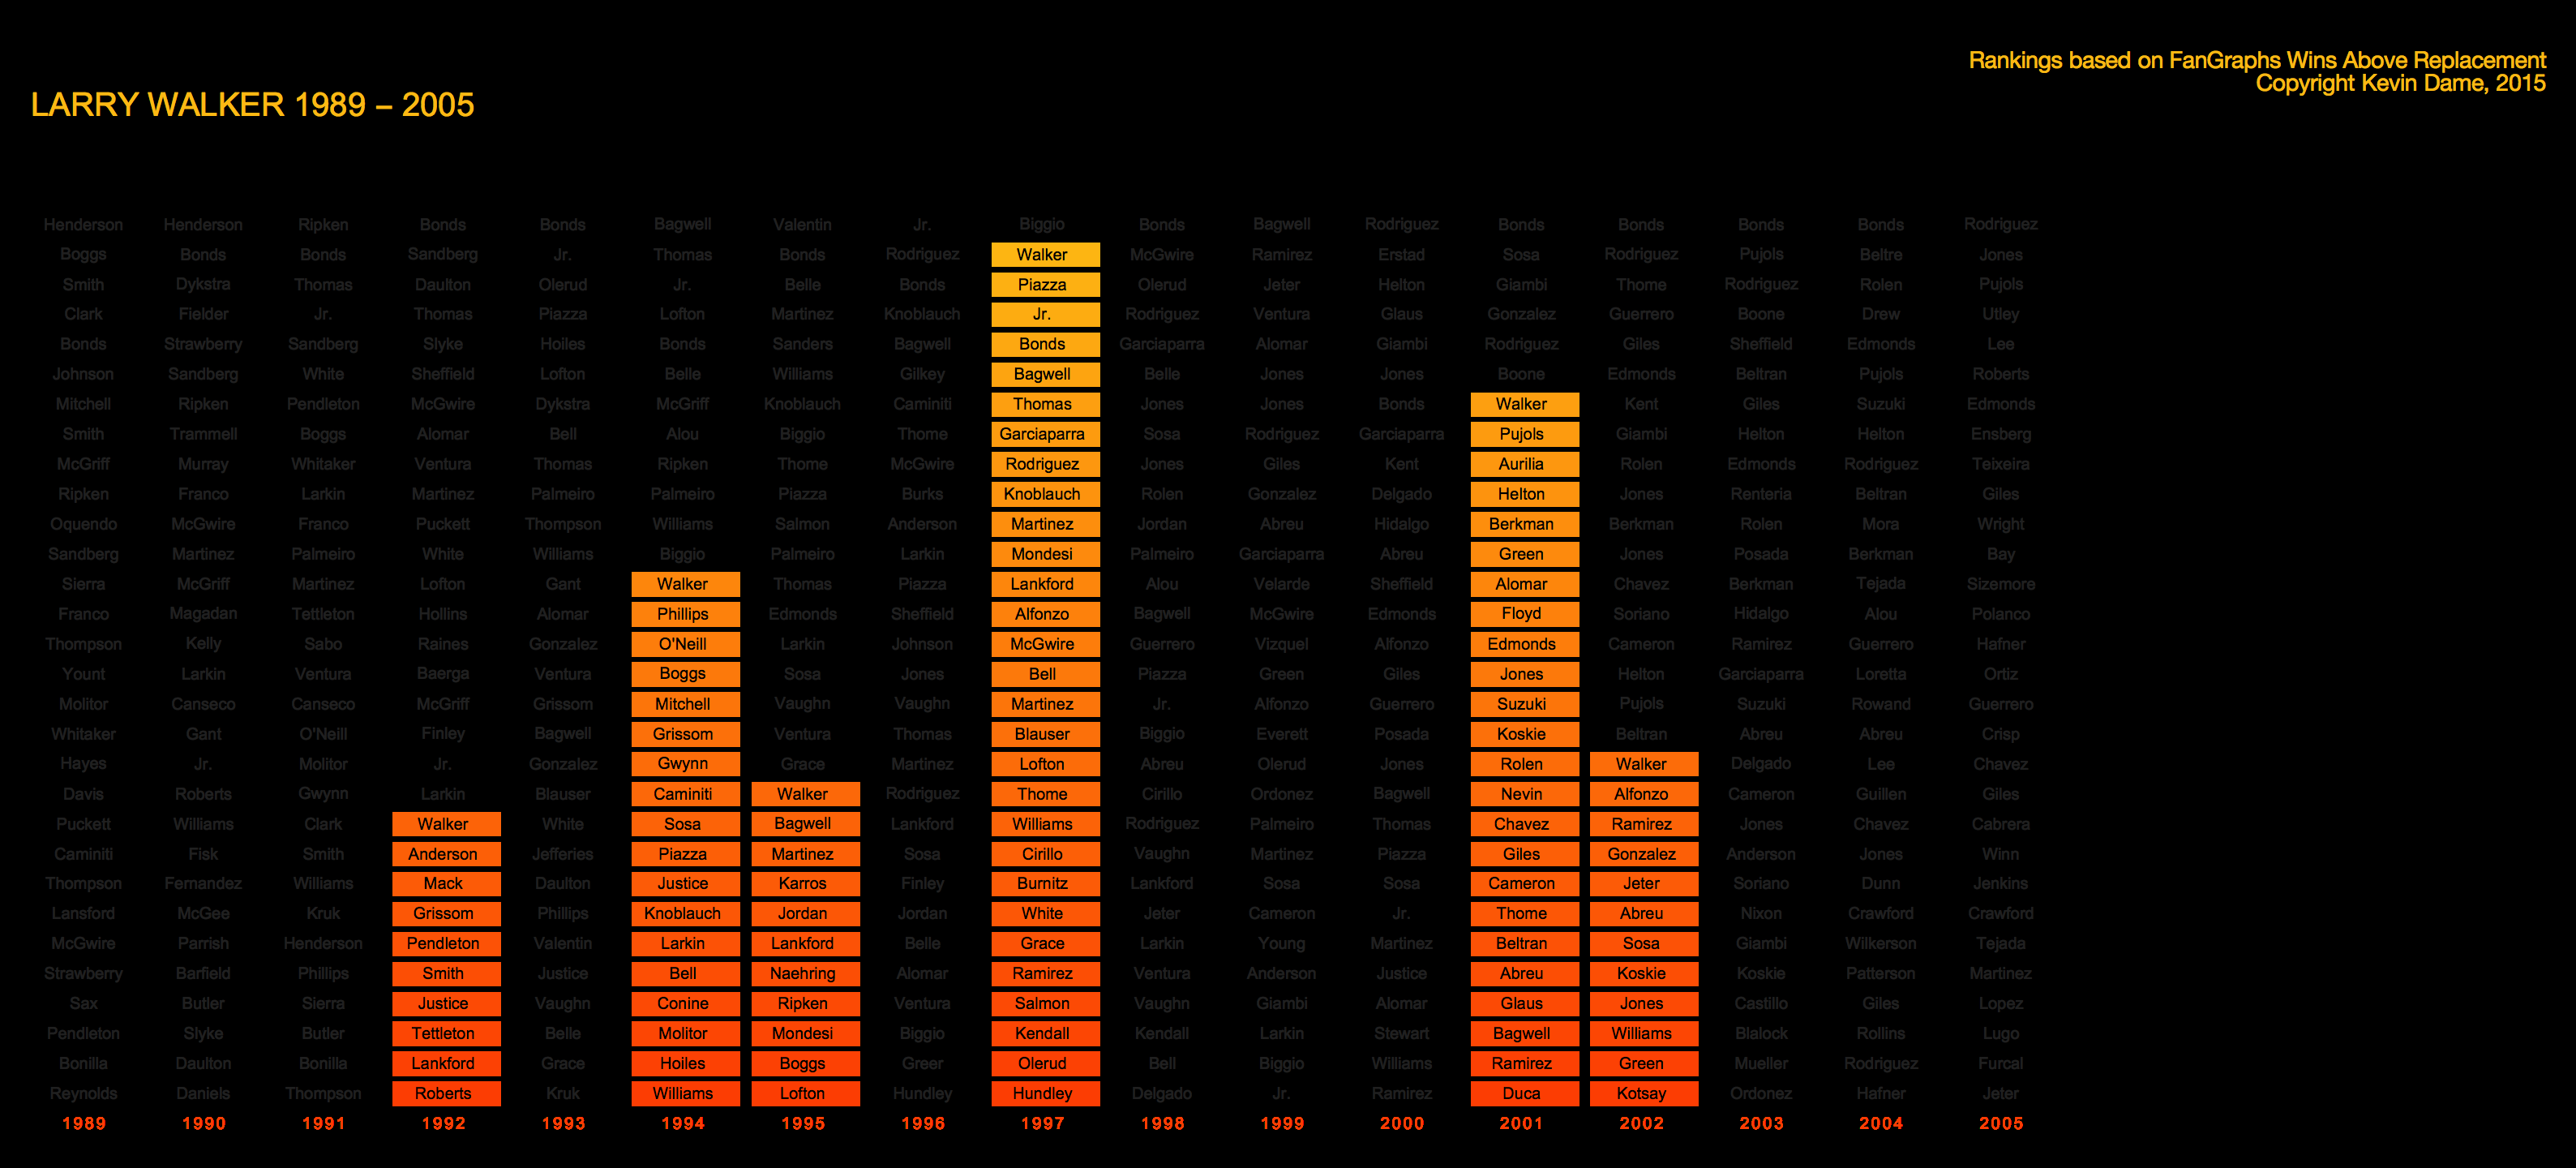 Rankings based on FanGraphs Wins Above Replacement
Copyright Kevin Dame, 2015
LARRY WALKER 1989 – 2005
Henderson Henderson Ripken Bonds Bonds Bagwell Valentin Jr. Biggio Bonds Bagwell Rodriguez Bonds Bonds Bonds Bonds Rodriguez
Boggs Bonds Bonds Sandberg Jr. Thomas Bonds Rodriguez Walker McGwire Ramirez Erstad Sosa Rodriguez Pujols Beltre Jones
Smith Dykstra Thomas Daulton Olerud Jr. Belle Bonds Piazza Olerud Jeter Helton Giambi Thome Rodriguez Rolen Pujols
Clark Fielder Jr. Thomas Piazza Lofton Martinez Knoblauch Jr. Rodriguez Ventura Glaus Gonzalez Guerrero Boone Drew Utley
Bonds Strawberry Sandberg Slyke Hoiles Bonds Sanders Bagwell Bonds Garciaparra Alomar Giambi Rodriguez Giles Sheffield Edmonds Lee
Johnson Sandberg White Sheffield Lofton Belle Williams Gilkey Bagwell Belle Jones Jones Boone Edmonds Beltran Pujols Roberts
Mitchell Ripken Pendleton McGwire Dykstra McGriff Knoblauch Caminiti Thomas Jones Jones Bonds Walker Kent Giles Suzuki Edmonds
Smith Trammell Boggs Alomar Bell Alou Biggio Thome Garciaparra Sosa Rodriguez Garciaparra Pujols Giambi Helton Helton Ensberg
McGriff Murray Whitaker Ventura Thomas Ripken Thome McGwire Rodriguez Jones Giles Kent Aurilia Rolen Edmonds Rodriguez Teixeira
Ripken Franco Larkin Martinez Palmeiro Palmeiro Piazza Burks Knoblauch Rolen Gonzalez Delgado Helton Jones Renteria Beltran Giles
Oquendo McGwire Franco Puckett Thompson Williams Salmon Anderson Martinez Jordan Abreu Hidalgo Berkman Berkman Rolen Mora Wright
Sandberg Martinez Palmeiro White Williams Biggio Palmeiro Larkin Mondesi Palmeiro Garciaparra Abreu Green Jones Posada Berkman Bay
Sierra McGriff Martinez Lofton Gant Walker Thomas Piazza Lankford Alou Velarde Sheffield Alomar Chavez Berkman Tejada Sizemore
Franco Magadan Tettleton Hollins Alomar Phillips Edmonds Sheffield Alfonzo Bagwell McGwire Edmonds Floyd Soriano Hidalgo Alou Polanco
Thompson Kelly Sabo Raines Gonzalez O'Neill Larkin Johnson McGwire Guerrero Vizquel Alfonzo Edmonds Cameron Ramirez Guerrero Hafner
Yount Larkin Ventura Baerga Ventura Boggs Sosa Jones Bell Piazza Green Giles Jones Helton Garciaparra Loretta Ortiz
Molitor Canseco Canseco McGriff Grissom Mitchell Vaughn Vaughn Martinez Jr. Alfonzo Guerrero Suzuki Pujols Suzuki Rowand Guerrero
Whitaker Gant O'Neill Finley Bagwell Grissom Ventura Thomas Blauser Biggio Everett Posada Koskie Beltran Abreu Abreu Crisp
Hayes Jr. Molitor Jr. Gonzalez Gwynn Grace Martinez Lofton Abreu Olerud Jones Rolen Walker Delgado Lee Chavez
Davis Roberts Gwynn Larkin Blauser Caminiti Walker Rodriguez Thome Cirillo Ordonez Bagwell Nevin Alfonzo Cameron Guillen Giles
Puckett Williams Clark Walker White Sosa Bagwell Lankford Williams Rodriguez Palmeiro Thomas Chavez Ramirez Jones Chavez Cabrera
Caminiti Fisk Smith Anderson Jefferies Piazza Martinez Sosa Cirillo Vaughn Martinez Piazza Giles Gonzalez Anderson Jones Winn
Thompson Fernandez Williams Mack Daulton Justice Karros Finley Burnitz Lankford Sosa Sosa Cameron Jeter Soriano Dunn Jenkins
Lansford McGee Kruk Grissom Phillips Knoblauch Jordan Jordan White Jeter Cameron Jr. Thome Abreu Nixon Crawford Crawford
McGwire Parrish Henderson Pendleton Valentin Larkin Lankford Belle Grace Larkin Young Martinez Beltran Sosa Giambi Wilkerson Tejada
Strawberry Barfield Phillips Smith Justice Bell Naehring Alomar Ramirez Ventura Anderson Justice Abreu Koskie Koskie Patterson Martinez
Sax Butler Sierra Justice Vaughn Conine Ripken Ventura Salmon Vaughn Giambi Alomar Glaus Jones Castillo Giles Lopez
Pendleton Slyke Butler Tettleton Belle Molitor Mondesi Biggio Kendall Kendall Larkin Stewart Bagwell Williams Blalock Rollins Lugo
Bonilla Daulton Bonilla Lankford Grace Hoiles Boggs Greer Olerud Bell Biggio Williams Ramirez Green Mueller Rodriguez Furcal
Reynolds Daniels Thompson Roberts Kruk Williams Lofton Hundley Hundley Delgado Jr. Ramirez Duca Kotsay Ordonez Hafner Jeter
1989 1990 1991 1992 1993 1994 1995 1996 1997 1998 1999 2000 2001 2002 2003 2004 2005